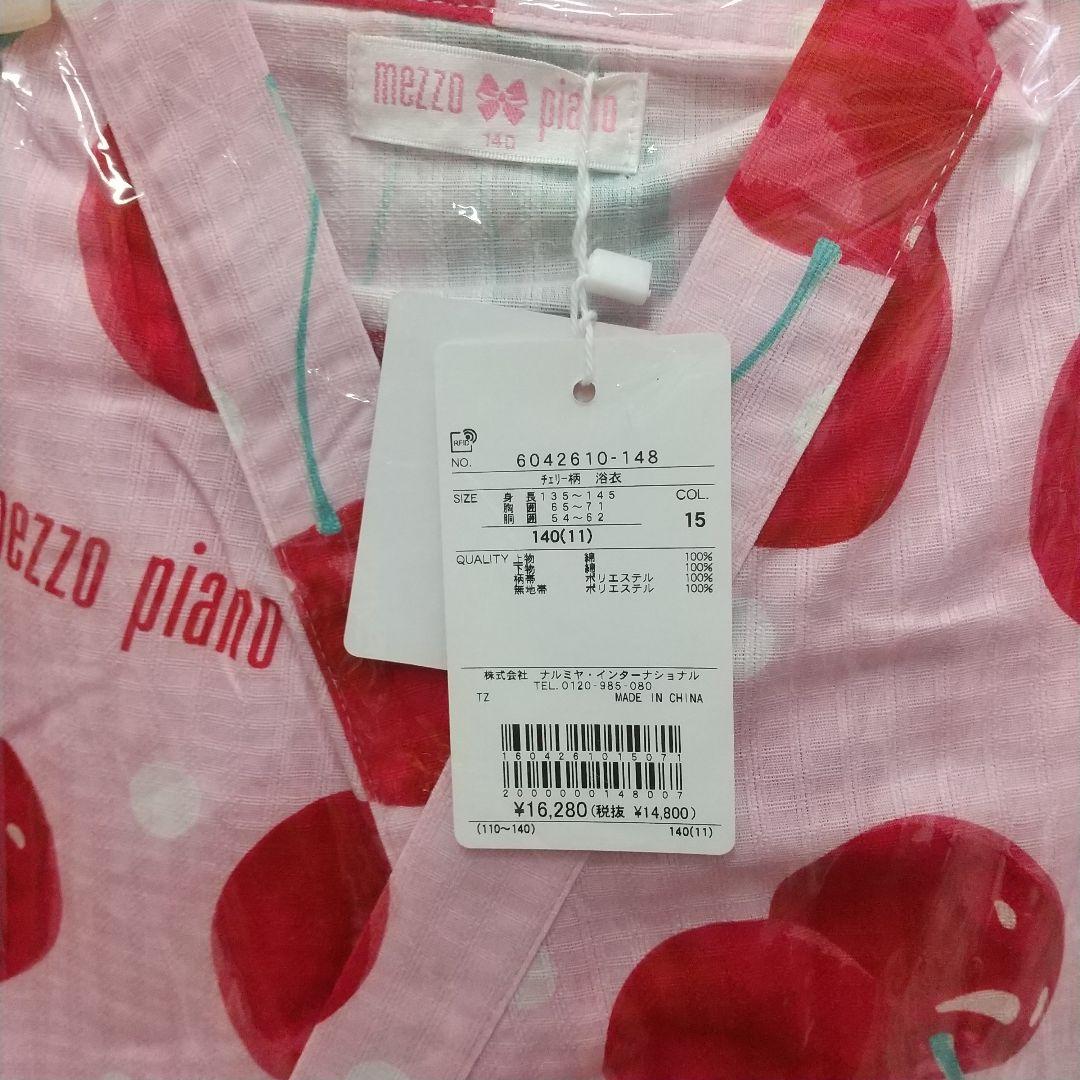 mezzo piano
140
mezzo piano
RFID
NO. 6042610-148
チェリー柄 浴衣
SIZE 身長 135~145 COL.
胸囲 65~71
胴囲 54~62 15
140(11)
QUALITY 上物 綿 100%
下物 綿 100%
柄帯 ポリエステル 100%
無地帯 ポリエステル 100%
株式会社 ナルミヤ・インターナショナル
TEL.0120-985-080
TZ MADE IN CHINA
1604261015071
2000000148007
¥16,280(税抜 ¥14,800)
(110~140) 140(11)